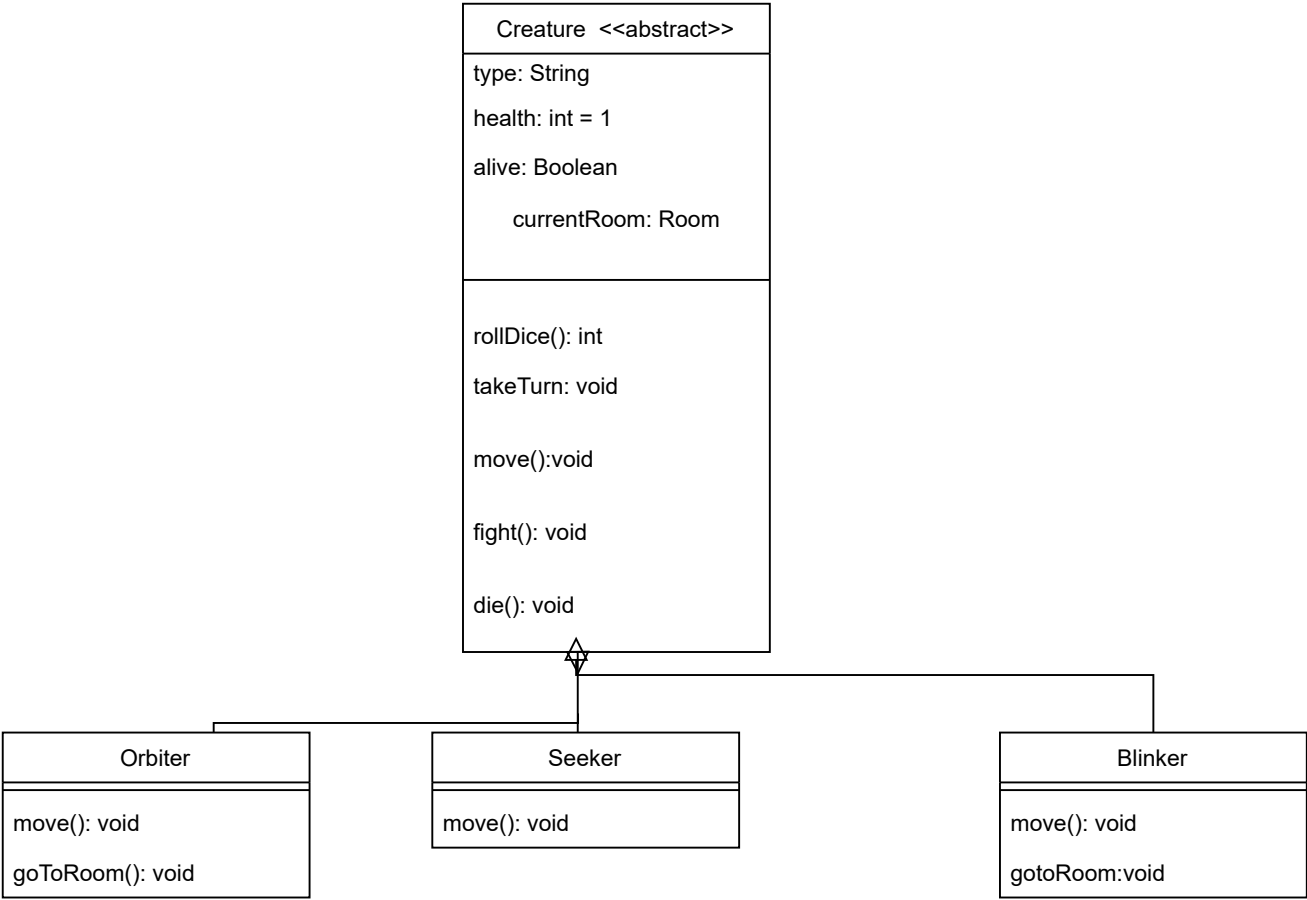 Creature  <<abstract>>
type: String
health: int = 1
alive: Boolean
currentRoom: Room
rollDice(): int
takeTurn: void
move():void
fight(): void
die(): void
Orbiter
move(): void
goToRoom(): void
Seeker
move(): void
Blinker
move(): void
gotoRoom:void